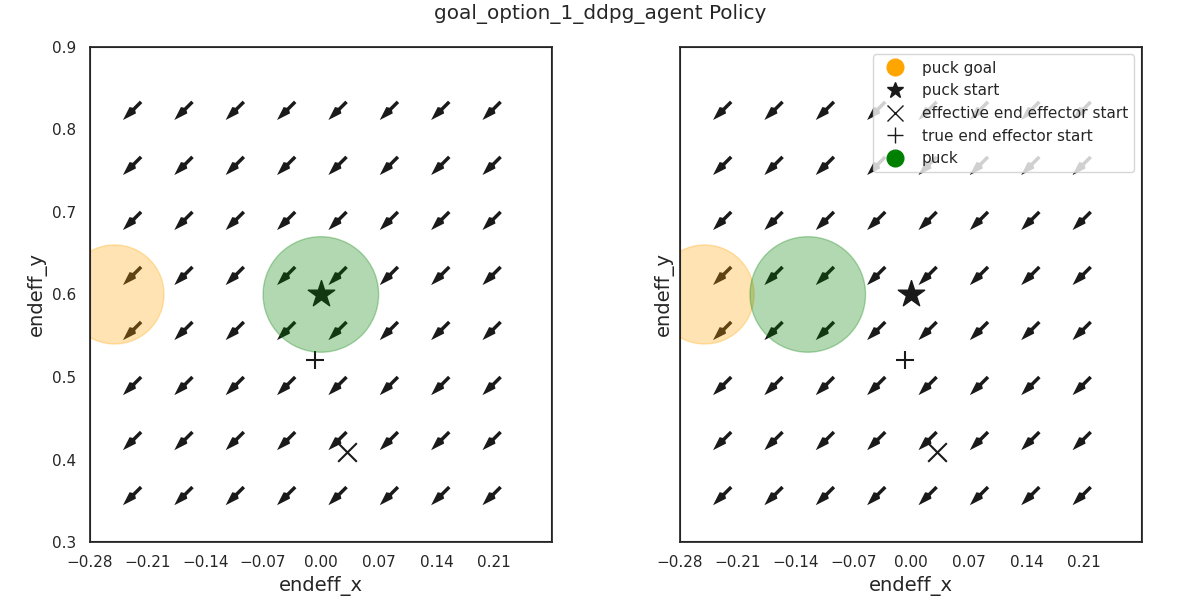 goal_option_1_ddpg_agent Policy
0.9
0.8
0.7
0.6
0.5
0.4
0.3
endeff_y
−0.28 −0.21 −0.14 −0.07 0.00 0.07 0.14 0.21
endeff_x
puck goal
puck start
effective end effector start
true end effector start
puck
endeff_y
−0.28 −0.21 −0.14 −0.07 0.00 0.07 0.14 0.21
endeff_x